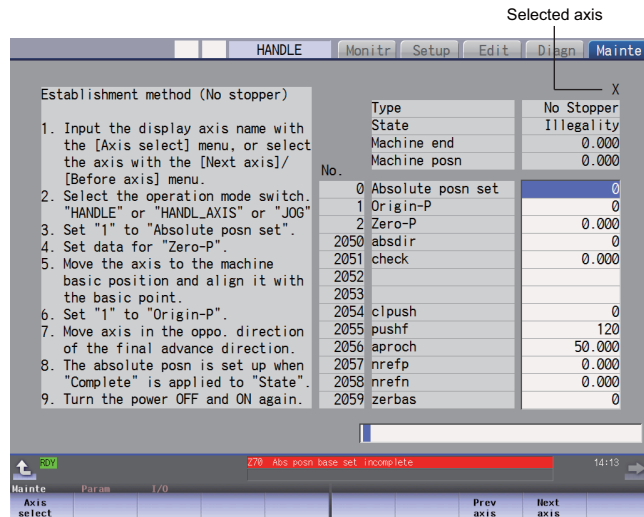 Selected axis
HANDLE Monitr Setup Edit Diagn Mainte
Establishment method (No stopper)
1. Input the display axis name with
the [Axis select] menu, or select
the axis with the [Next axis]/
[Before axis] menu.
2. Select the operation mode switch.
"HANDLE" or "HANDL_AXIS" or "JOG"
3. Set "1" to "Absolute posn set".
4. Set data for "Zero-P".
5. Move the axis to the machine
basic position and align it with
the basic point.
6. Set "1" to "Origin-P".
7. Move axis in the oppo. direction
of the final advance direction.
8. The absolute posn is set up when
"Complete" is applied to "State".
9. Turn the power OFF and ON again.
X
Type No Stopper
State Illegality
Machine end 0.000
Machine posn 0.000
No.
0 Absolute posn set 0
1 Origin-P 0
2 Zero-P 0.000
2050 absdir 0
2051 check 0.000
2052
2053
2054 clpush 0
2055 pushf 120
2056 aproch 50.000
2057 nrefp 0.000
2058 nrefn 0.000
2059 zerbas 0
RDY Z70 Abs posn base set incomplete 14:13
Mainte Param I/O
Axis select Prev axis Next axis